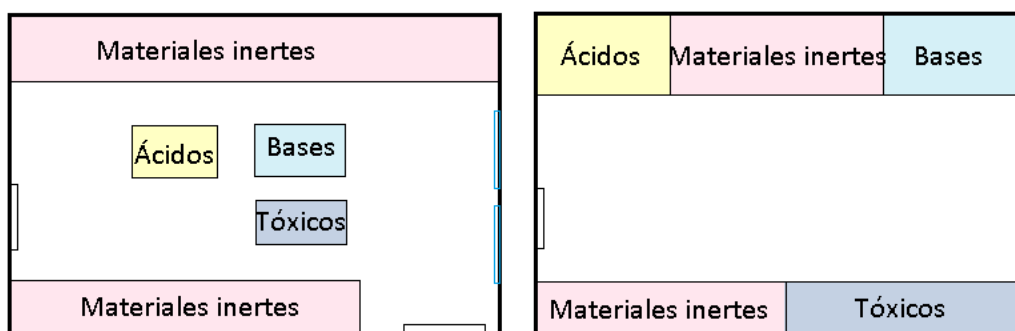 Materiales inertes
Ácidos
Bases
Tóxicos
Materiales inertes
Ácidos
Materiales inertes
Bases
Materiales inertes
Tóxicos